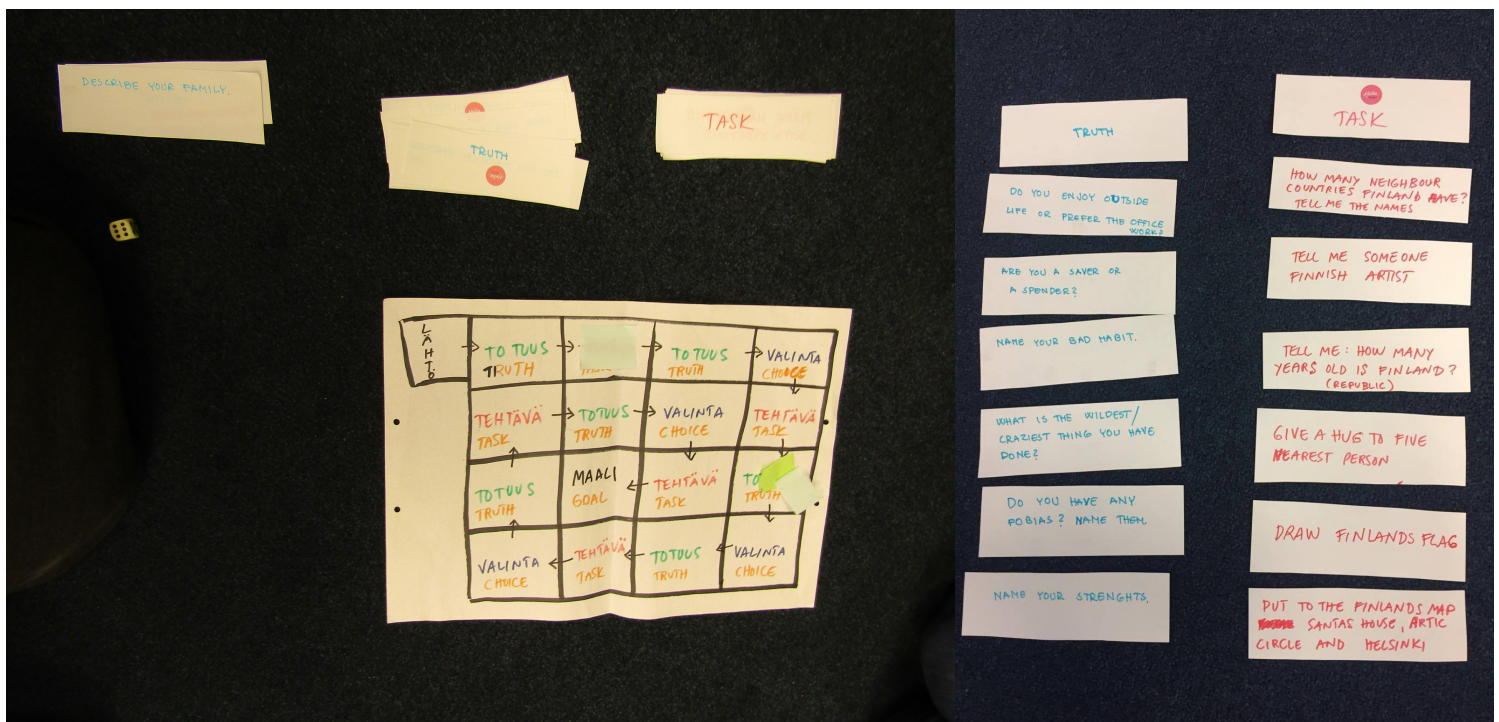 DESCRIBE YOUR FAMILY.
TRUTH
TASK
LÄHTÖ
TOTUUS
TRUTH
TOTUUS
TRUTH
VALINTA
CHOICE
TEHTÄVÄ
TASK
TOTUUS
TRUTH
VALINTA
CHOICE
TEHTÄVÄ
TASK
TOTUUS
TRUTH
MAALI
GOAL
TEHTÄVÄ
TASK
TO
TRUTH
VALINTA
CHOICE
TEHTÄVÄ
TASK
TOTUUS
TRUTH
VALINTA
CHOICE
TRUTH
DO YOU ENJOY OUTSIDE
LIFE OR PREFER THE OFFICE
WORK?
ARE YOU A SAVER OR
A SPENDER?
NAME YOUR BAD HABIT.
WHAT IS THE WILDEST/
CRAZIEST THING YOU HAVE
DONE?
DO YOU HAVE ANY
FOBIAS? NAME THEM.
NAME YOUR STRENGHTS.
TASK
HOW MANY NEIGHBOUR
COUNTRIES FINLAND HAVE?
TELL ME THE NAMES
TELL ME SOMEONE
FINNISH ARTIST
TELL ME: HOW MANY
YEARS OLD IS FINLAND?
(REPUBLIC)
GIVE A HUG TO FIVE
NEAREST PERSON
DRAW FINLANDS FLAG
PUT TO THE FINLANDS MAP
SANTAS HOUSE, ARTIC
CIRCLE AND HELSINKI